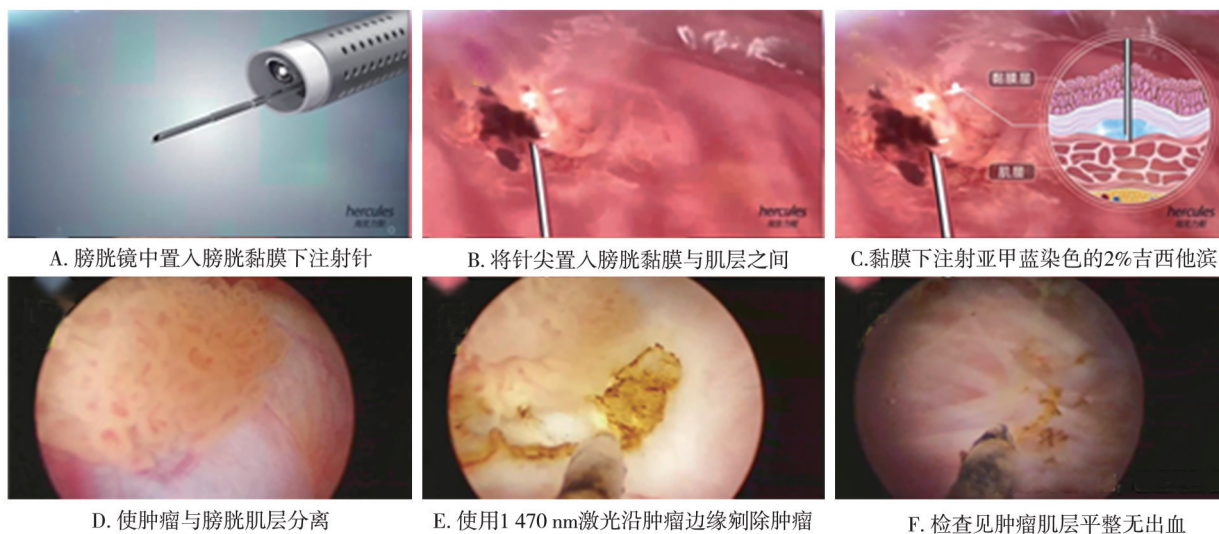 hercules
hercules
黏膜层
肌层
hercules
A. 膀胱镜中置入膀胱黏膜下注射针
B. 将针尖置入膀胱黏膜与肌层之间
C.黏膜下注射亚甲蓝染色的2%吉西他滨
D. 使肿瘤与膀胱肌层分离
E. 使用1 470 nm激光沿肿瘤边缘剜除肿瘤
F. 检查见肿瘤肌层平整无出血